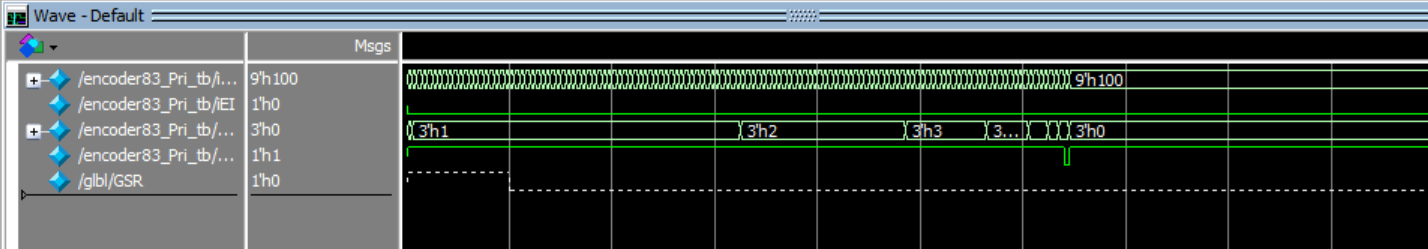 Wave - Default
Msgs
/encoder83_Pri_tb/i... 9'h100 9'h100
/encoder83_Pri_tb/iEI 1'h0
/encoder83_Pri_tb/... 3'h0 3'h1 3'h2 3'h3 3... 3'h0
/encoder83_Pri_tb/... 1'h1
/glbl/GSR 1'h0